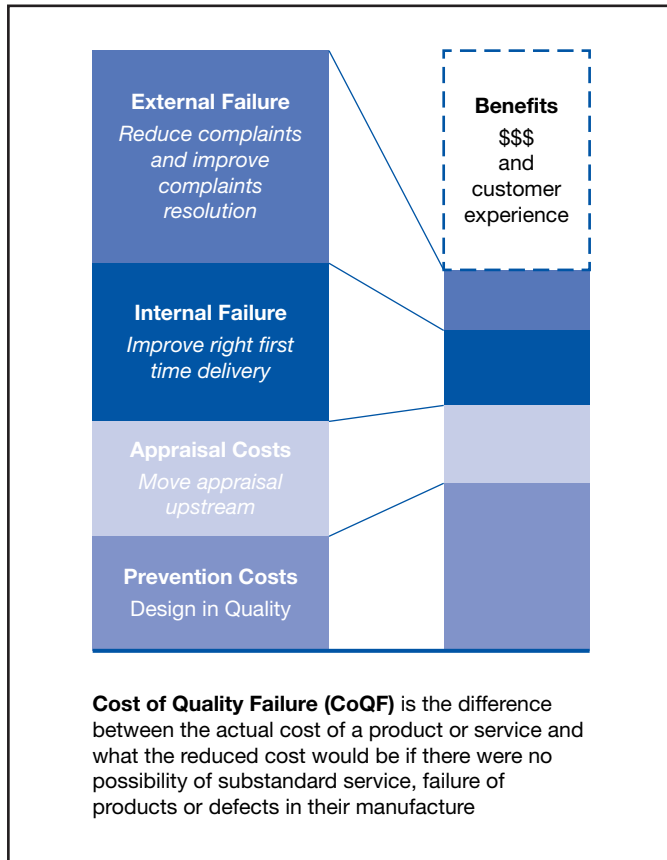 External Failure
Reduce complaints
and improve
complaints
resolution
Benefits
$$$
and
customer
experience
Internal Failure
Improve right first
time delivery
Appraisal Costs
Move appraisal
upstream
Prevention Costs
Design in Quality
Cost of Quality Failure (CoQF) is the difference
between the actual cost of a product or service and
what the reduced cost would be if there were no
possibility of substandard service, failure of
products or defects in their manufacture